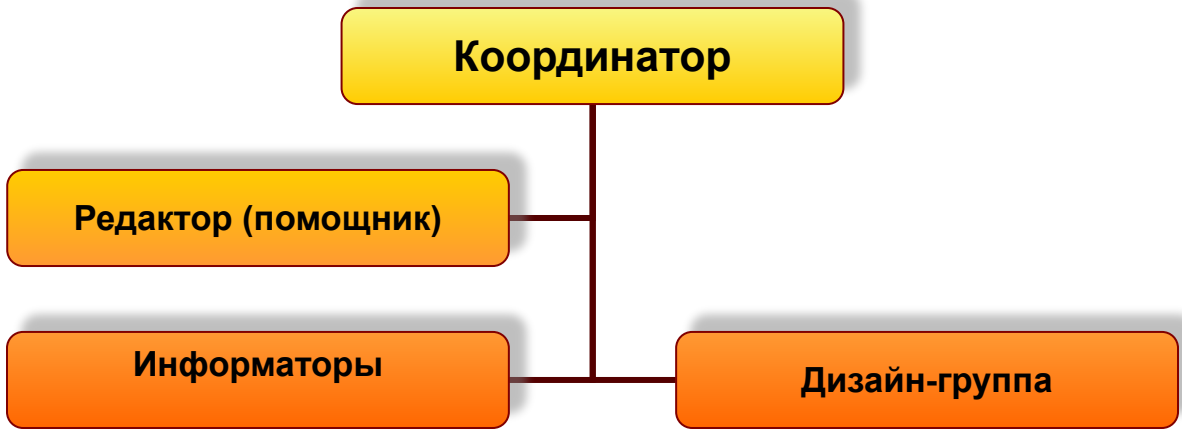 Координатор
Редактор (помощник)
Информаторы
Дизайн-группа